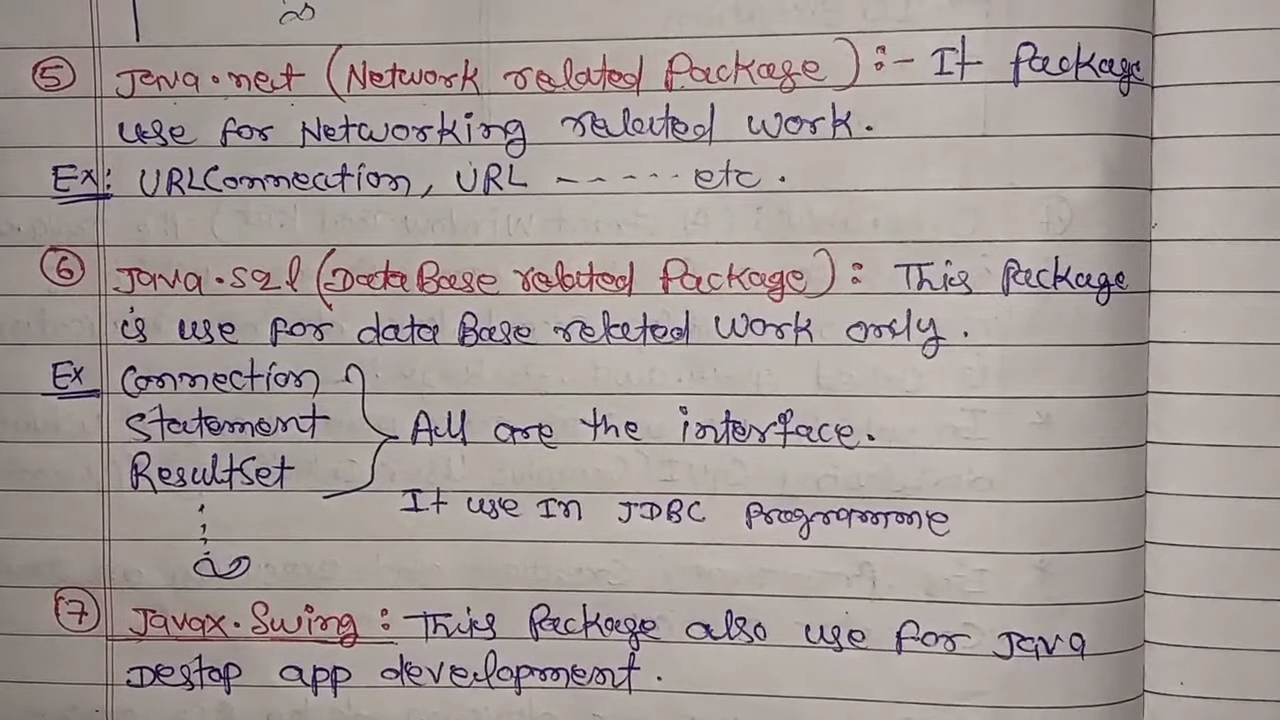 ∞
⑤ Java.net (Network related Package) :- It Package
use for Networking related work.
Ex: URLConnection, URL ------ etc.
⑥ Java.sql (DataBase related Package) : This Package
is use for data Base related work only.
Ex Connection
Statement
All are the interface.
ResultSet
It use In JDBC Programme
∞
⑦ Javax.Swing : This Package also use for Java
Destop app development.